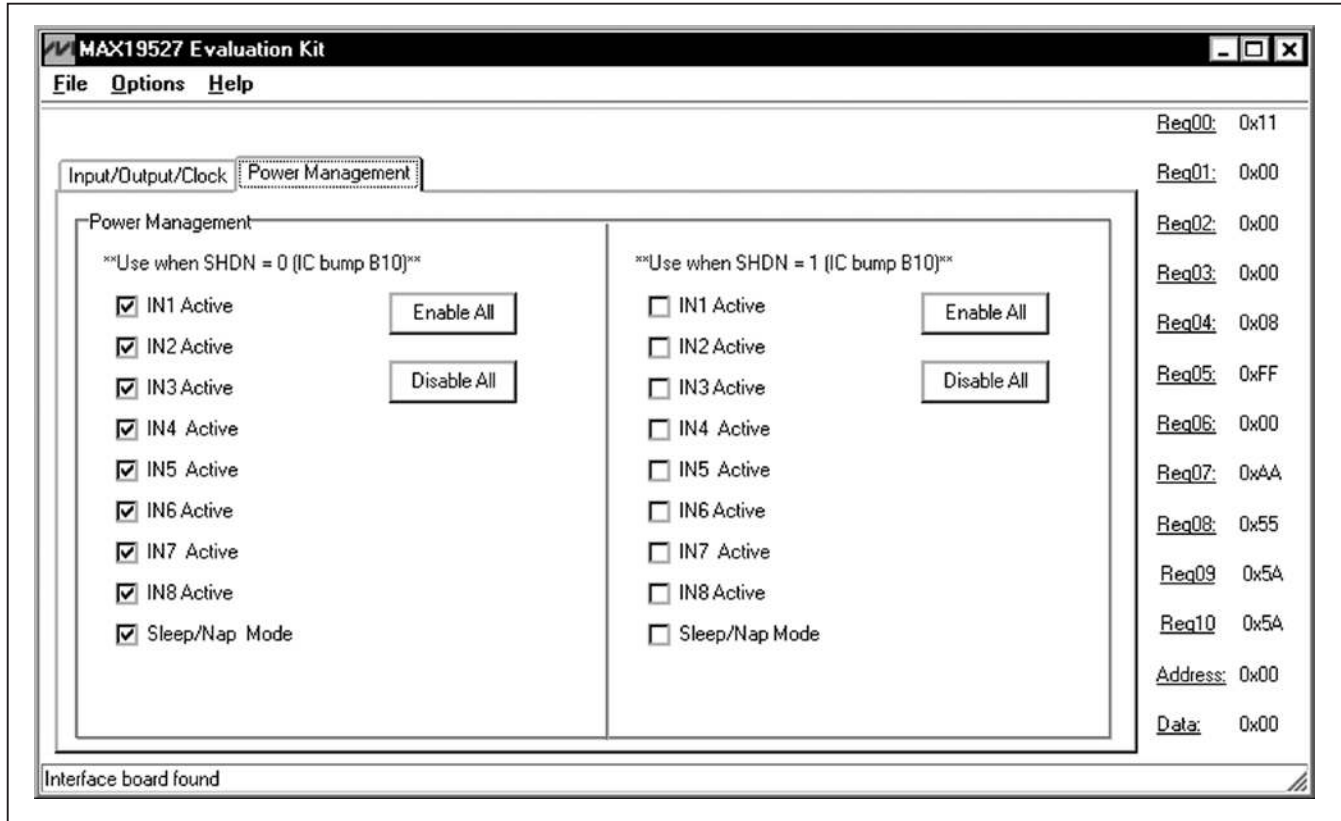 MAX19527 Evaluation Kit
File Options Help
Input/Output/Clock Power Management
Power Management
**Use when SHDN = 0 (IC bump B10)**
IN1 Active
IN2 Active
IN3 Active
IN4 Active
IN5 Active
IN6 Active
IN7 Active
IN8 Active
Sleep/Nap Mode
Enable All
Disable All
**Use when SHDN = 1 (IC bump B10)**
IN1 Active
IN2 Active
IN3 Active
IN4 Active
IN5 Active
IN6 Active
IN7 Active
IN8 Active
Sleep/Nap Mode
Enable All
Disable All
Reg00: 0x11
Reg01: 0x00
Reg02: 0x00
Reg03: 0x00
Reg04: 0x08
Reg05: 0xFF
Reg06: 0x00
Reg07: 0xAA
Reg08: 0x55
Reg09 0x5A
Reg10 0x5A
Address: 0x00
Data: 0x00
Interface board found